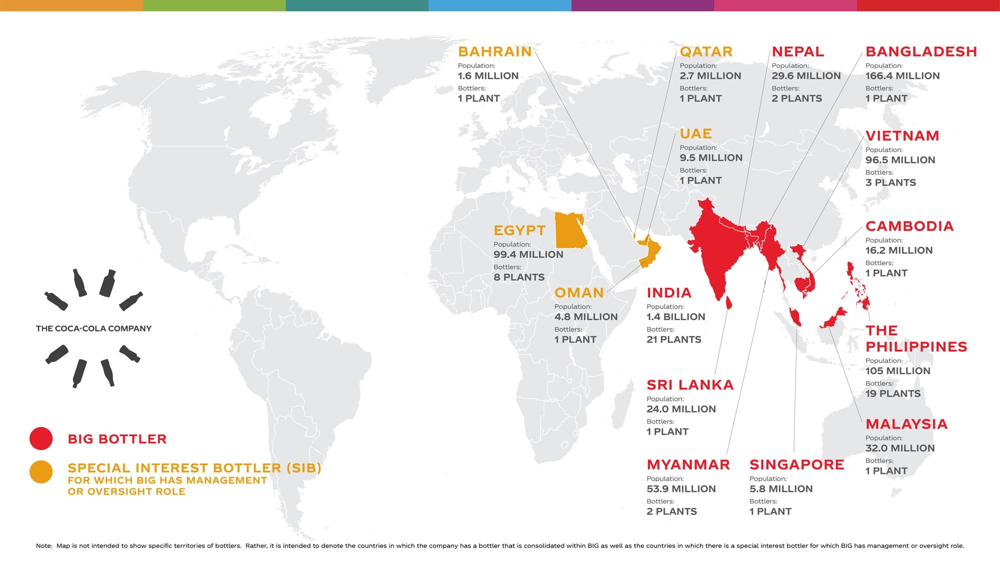 BAHRAIN
Population:
1.6 MILLION
Bottlers:
1 PLANT
QATAR
Population:
2.7 MILLION
Bottlers:
1 PLANT
NEPAL
Population:
29.6 MILLION
Bottlers:
2 PLANTS
BANGLADESH
Population:
166.4 MILLION
Bottlers:
1 PLANT
UAE
Population:
9.5 MILLION
Bottlers:
1 PLANT
VIETNAM
Population:
96.5 MILLION
Bottlers:
3 PLANTS
EGYPT
Population:
99.4 MILLION
Bottlers:
8 PLANTS
CAMBODIA
Population:
16.2 MILLION
Bottlers:
1 PLANT
OMAN
Population:
4.8 MILLION
Bottlers:
1 PLANT
INDIA
Population:
1.4 BILLION
Bottlers:
21 PLANTS
THE
PHILIPPINES
Population:
105 MILLION
Bottlers:
19 PLANTS
SRI LANKA
Population:
24.0 MILLION
Bottlers:
1 PLANT
MALAYSIA
Population:
32.0 MILLION
Bottlers:
1 PLANT
MYANMAR
Population:
53.9 MILLION
Bottlers:
2 PLANTS
SINGAPORE
Population:
5.8 MILLION
Bottlers:
1 PLANT
THE COCA-COLA COMPANY
BIG BOTTLER
SPECIAL INTEREST BOTTLER (SIB)
FOR WHICH BIG HAS MANAGEMENT
OR OVERSIGHT ROLE
Note: Map is not intended to show specific territories of bottlers. Rather, it is intended to denote the countries in which the company has a bottler that is consolidated within BIG as well as the countries in which there is a special interest bottler for which BIG has management or oversight role.